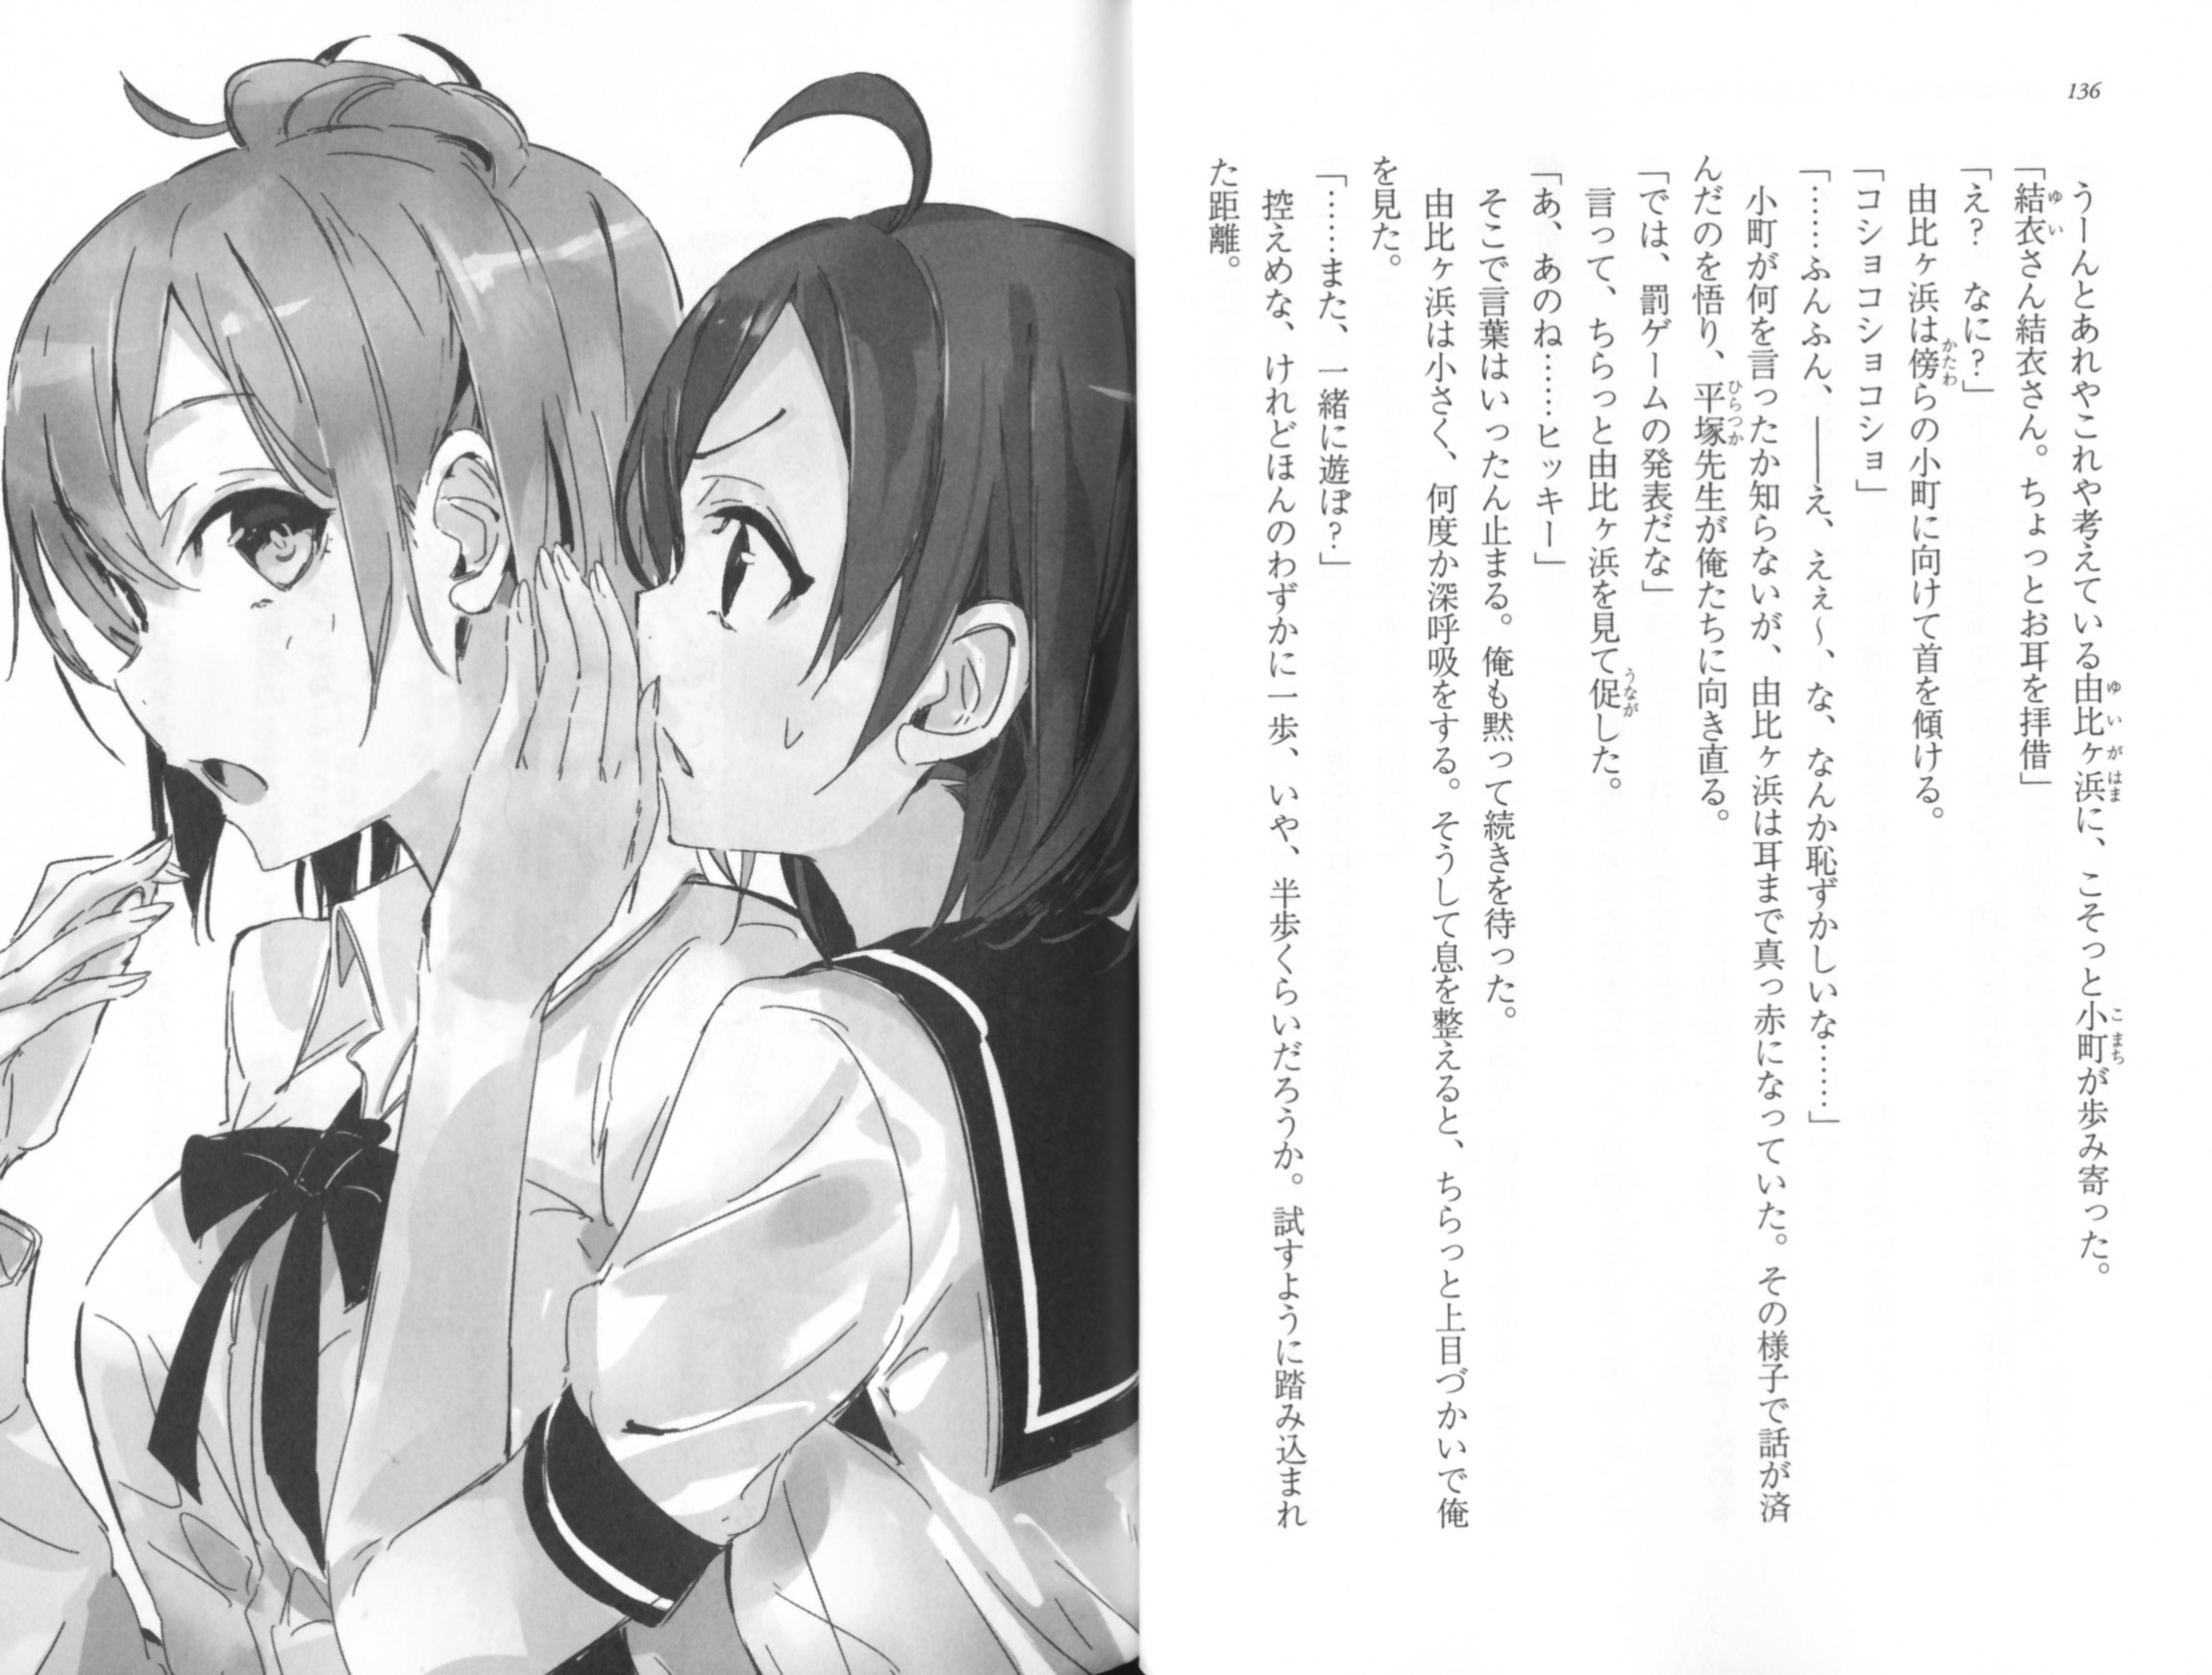 136
うーんとあれやこれや考えている由比ヶ浜に、こそっと小町が歩み寄った。
「結衣さん結衣さん。ちょっとお耳を拝借」
「え？　なに？」
由比ヶ浜は傍らの小町に向けて首を傾ける。
「コショコショコショ」
「……ふんふん、――え、えぇ～、な、なんか恥ずかしいな……」
小町が何を言ったか知らないが、由比ヶ浜は耳まで真っ赤になっていた。その様子で話が済
んだのを悟り、平塚先生が俺たちに向き直る。
「では、罰ゲームの発表だな」
言って、ちらっと由比ヶ浜を見て促した。
「あ、あのね……ヒッキー」
そこで言葉はいったん止まる。俺も黙って続きを待った。
由比ヶ浜は小さく、何度か深呼吸をする。そうして息を整えると、ちらっと上目づかいで俺
を見た。
「……また、一緒に遊ぼ？」
控えめな、けれどほんのわずかに一歩、いや、半歩くらいだろうか。試すように踏み込まれ
た距離。